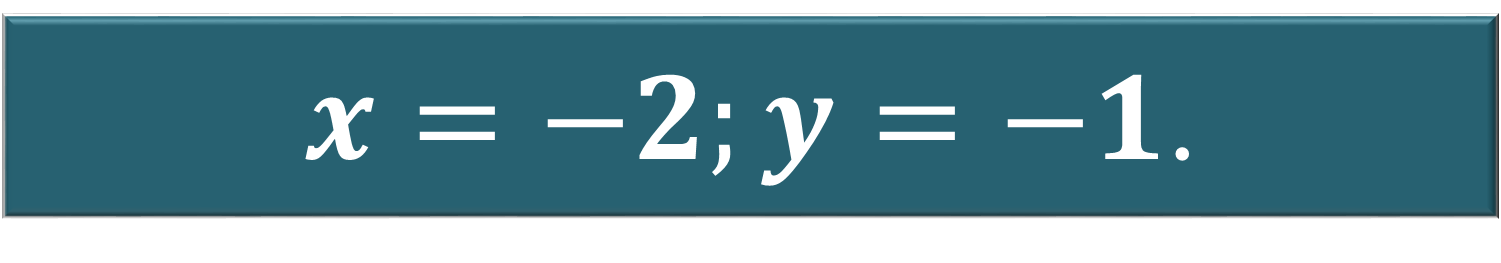 x = −2; y = −1.